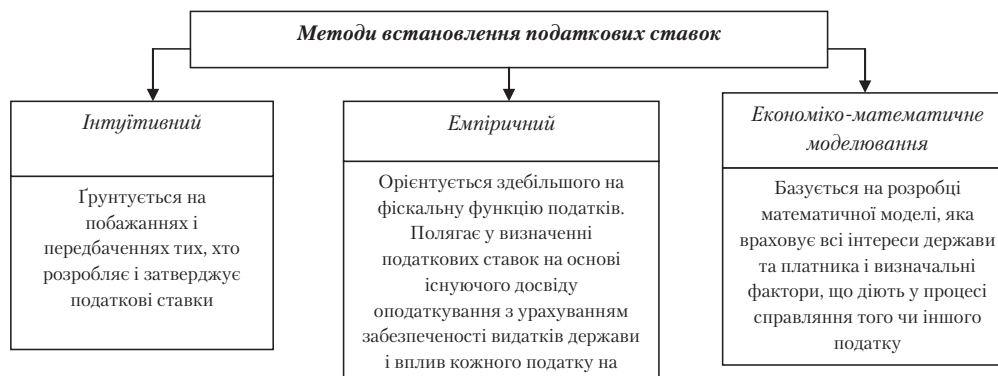 Методи встановлення податкових ставок
Інтуїтивний
Ґрунтується на
побажаннях і
передбаченнях тих, хто
розробляє і затверджує
податкові ставки
Емпіричний
Орієнтується здебільшого на
фіскальну функцію податків.
Полягає у визначенні
податкових ставок на основі
існуючого досвіду
оподаткування з урахуванням
забезпеченості видатків держави
і вплив кожного податку на
Економіко-математичне
моделювання
Базується на розробці
математичної моделі, яка
враховує всі інтереси держави
та платника і визначальні
фактори, що діють у процесі
справляння того чи іншого
податку